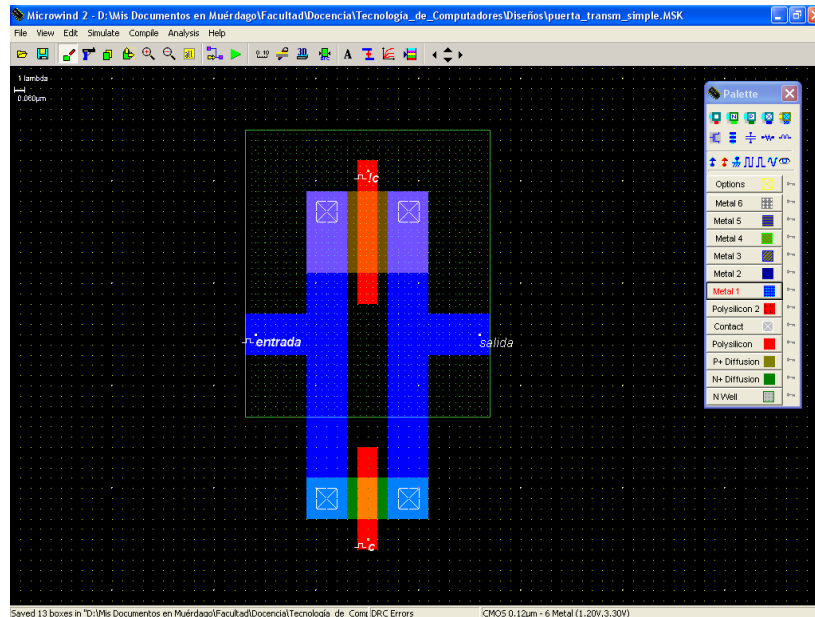 Microwind 2 - D:\Mis Documentos en Muérdago\Facultad\Docencia\Tecnología_de_Computadores\Diseños\puerta_transm_simple.MSK
File View Edit Simulate Compile Analysis Help
1 lambda
0.060µm
Palette
Options
Metal 6
Metal 5
Metal 4
Metal 3
Metal 2
Metal 1
Polysilicon 2
Contact
Polysilicon
P+ Diffusion
N+ Diffusion
N Well
!c
entrada
salida
c
Saved 13 boxes in "D:\Mis Documentos en Muérdago\Facultad\Docencia\Tecnología_de_Com DRC Errors CMOS 0.12µm - 6 Metal (1.20V,3.30V)